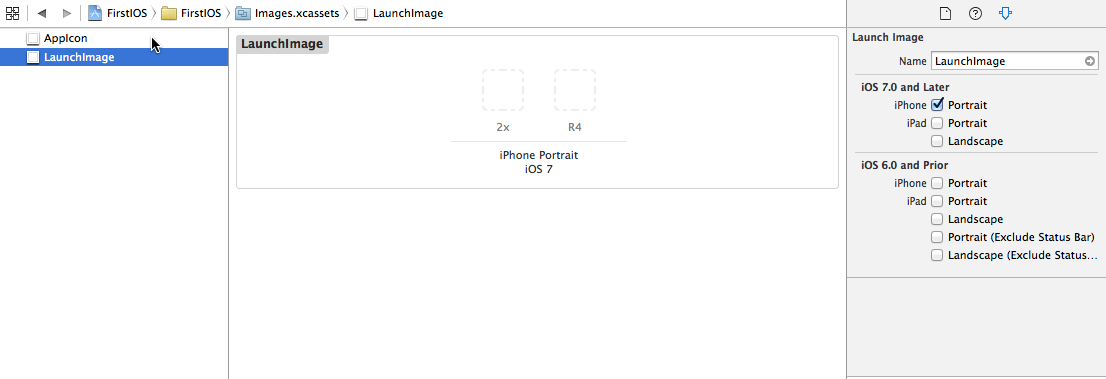 FirstIOS FirstIOS Images.xcassets LaunchImage
AppIcon
LaunchImage
LaunchImage
2x R4
iPhone Portrait
iOS 7
Launch Image
Name LaunchImage
iOS 7.0 and Later
iPhone Portrait
iPad Portrait
Landscape
iOS 6.0 and Prior
iPhone Portrait
iPad Portrait
Landscape
Portrait (Exclude Status Bar)
Landscape (Exclude Status...